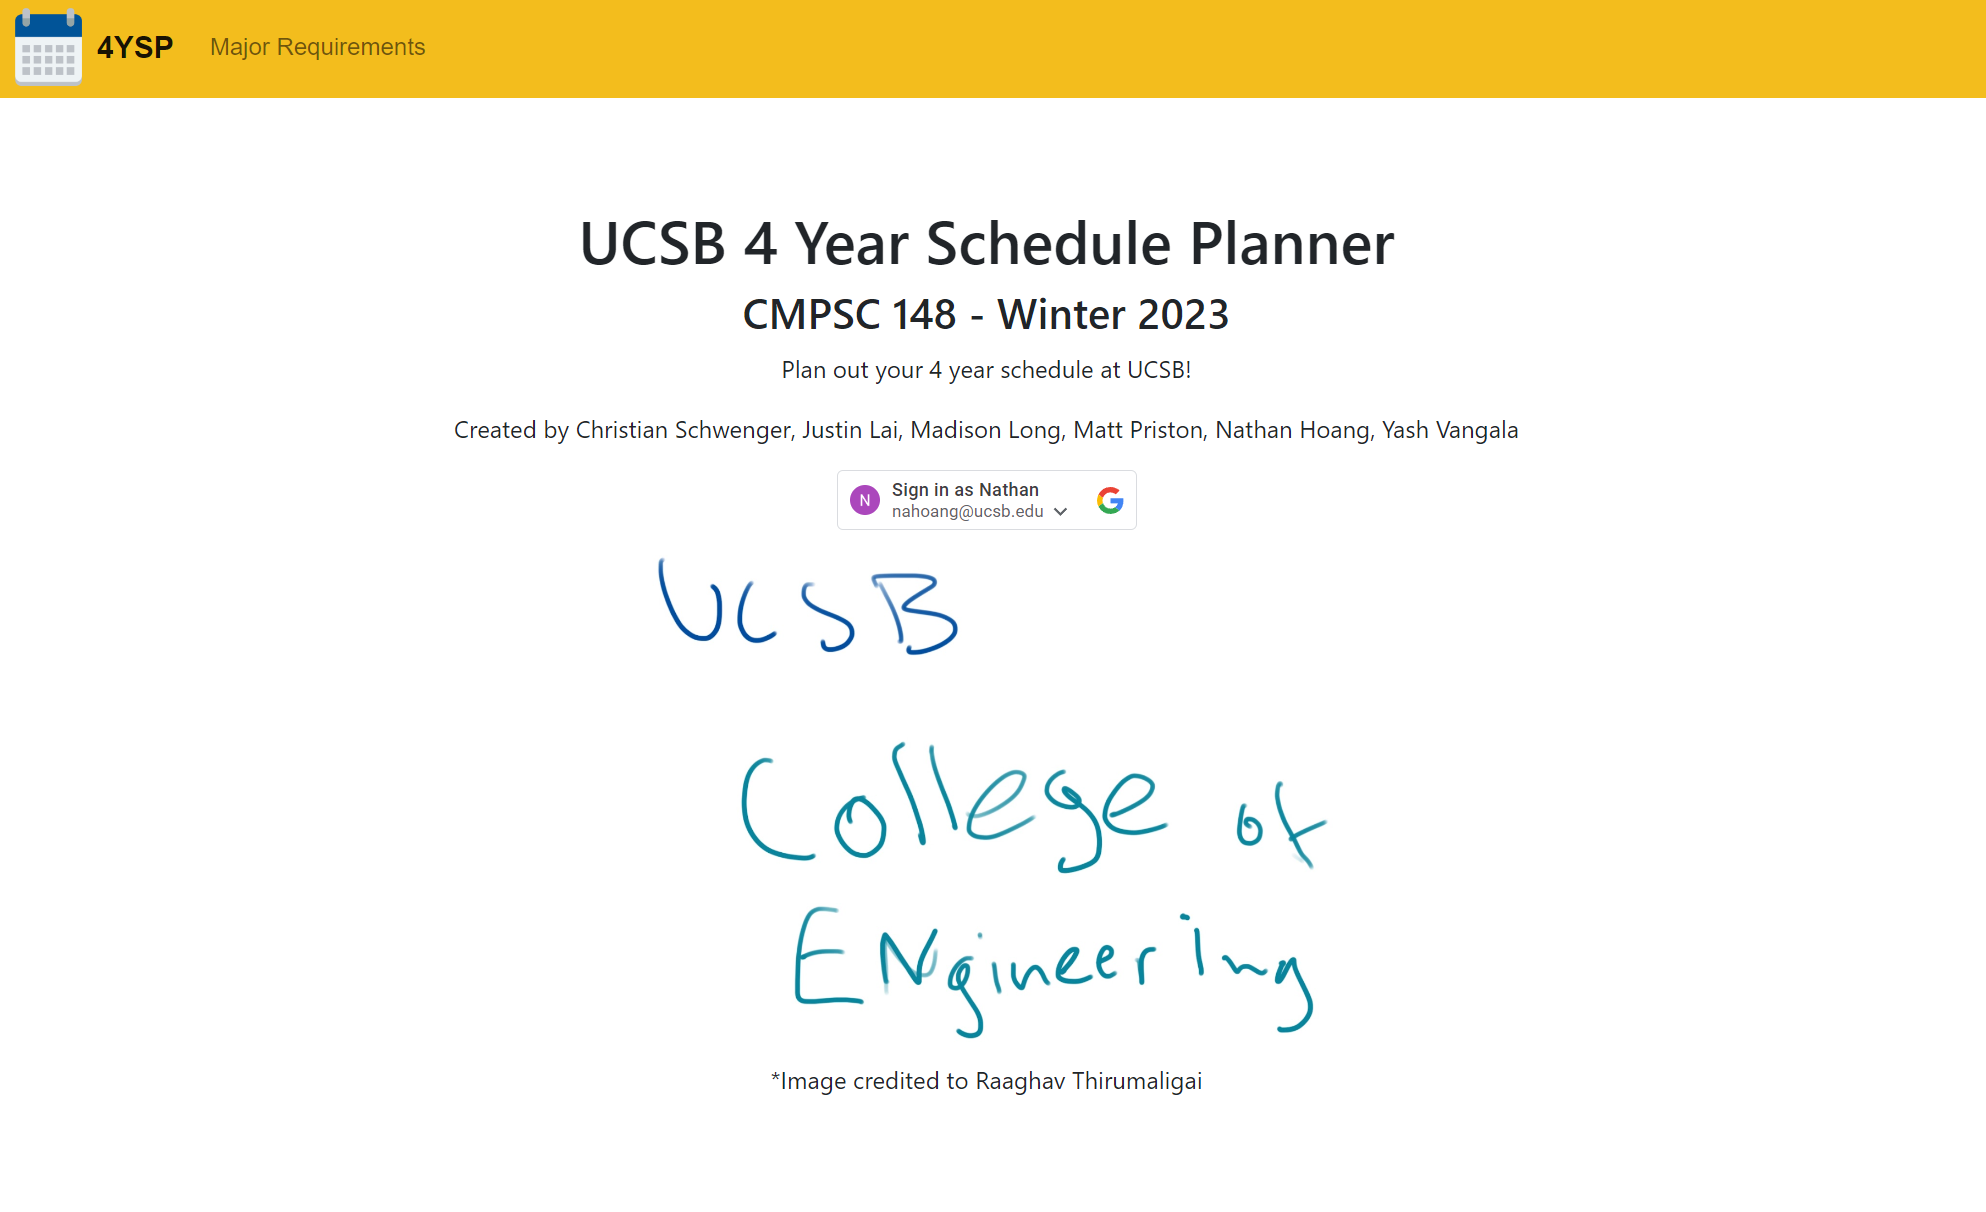 4YSP Major Requirements
UCSB 4 Year Schedule Planner
CMPSC 148 - Winter 2023
Plan out your 4 year schedule at UCSB!
Created by Christian Schwenger, Justin Lai, Madison Long, Matt Priston, Nathan Hoang, Yash Vangala
N Sign in as Nathan
nahoang@ucsb.edu
UCSB
College of
ENgineering
*Image credited to Raaghav Thirumaligai